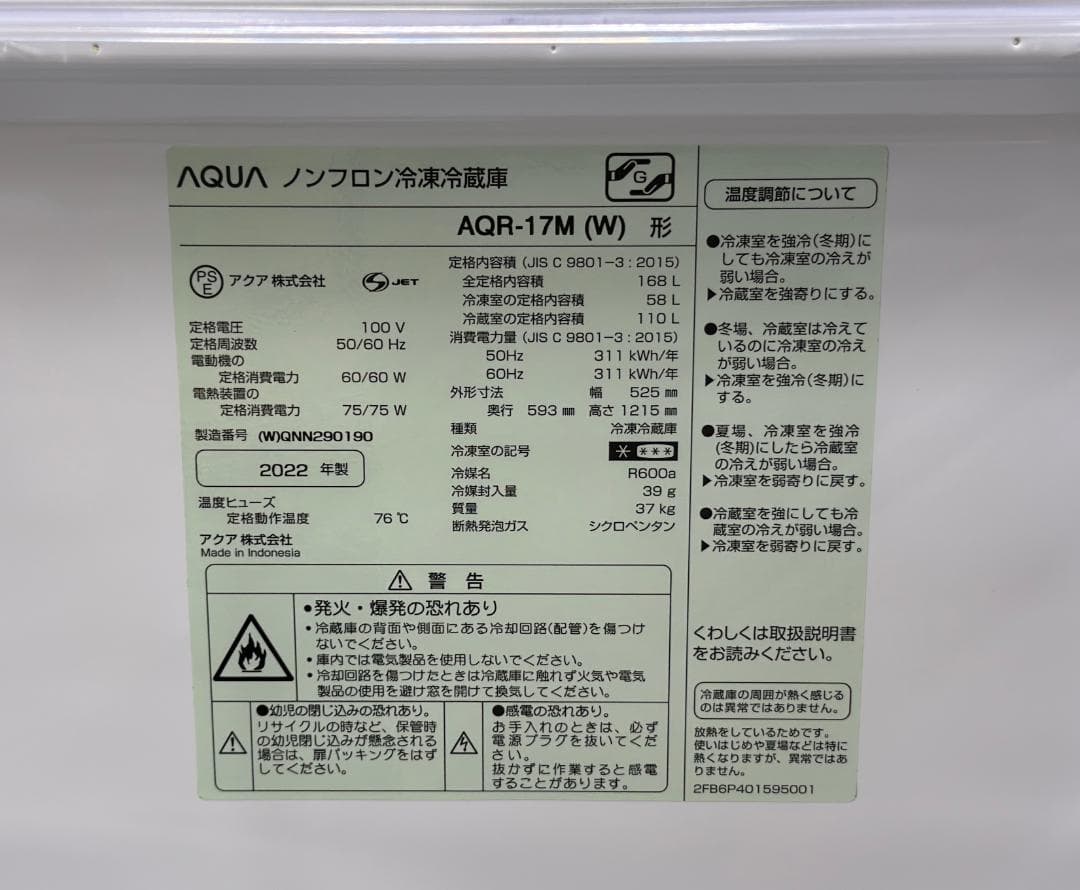 AQUA ノンフロン冷凍冷蔵庫
G
AQR-17M (W) 形
PS
E
アクア 株式会社
S JET
定格電圧 100 V
定格周波数 50/60 Hz
電動機の
定格消費電力 60/60 W
電熱装置の
定格消費電力 75/75 W
製造番号 (W)QNN290190
2022 年製
温度ヒューズ
定格動作温度 76 ℃
アクア 株式会社
Made in Indonesia
定格内容積 (JIS C 9801-3 : 2015)
全定格内容積 168 L
冷凍室の定格内容積 58 L
冷蔵室の定格内容積 110 L
消費電力量 (JIS C 9801-3 : 2015)
50Hz 311 kWh/年
60Hz 311 kWh/年
外形寸法 幅 525 ㎜
奥行 593 ㎜ 高さ 1215 ㎜
種類 冷凍冷蔵庫
冷凍室の記号 * ***
冷媒名 R600a
冷媒封入量 39 g
質量 37 kg
断熱発泡ガス シクロペンタン
⚠ 警 告
●発火・爆発の恐れあり
・冷蔵庫の背面や側面にある冷却回路(配管)を傷つけ
ないでください。
・庫内では電気製品を使用しないでください。
・冷却回路を傷つけたときは冷蔵庫に触れず火気や電気
製品の使用を避け窓を開けて換気してください。
●幼児の閉じ込みの恐れあり。
リサイクルの時など、保管時
の幼児閉じ込みが懸念される
場合は、扉パッキングをはず
してください。
●感電の恐れあり。
お手入れのときは、必ず
電源プラグを抜いてくだ
さい。
抜かずに作業すると感電
することがあります。
温度調節について
●冷凍室を強冷(冬期)に
しても冷凍室の冷えが
弱い場合。
▶冷蔵室を強寄りにする。
●冬場、冷蔵室は冷えて
いるのに冷凍室の冷え
が弱い場合。
▶冷凍室を強冷(冬期)に
する。
●夏場、冷凍室を強冷
(冬期)にしたら冷蔵室
の冷えが弱い場合。
▶冷凍室を弱寄りに戻す。
●冷蔵室を強にしても冷
蔵室の冷えが弱い場合。
▶冷凍室を弱寄りに戻す。
くわしくは取扱説明書
をお読みください。
冷蔵庫の周囲が熱く感じる
のは異常ではありません。
放熱をしているためです。
使いはじめや夏場などは特に
熱くなりますが、異常ではあ
りません。
2FB6P401595001